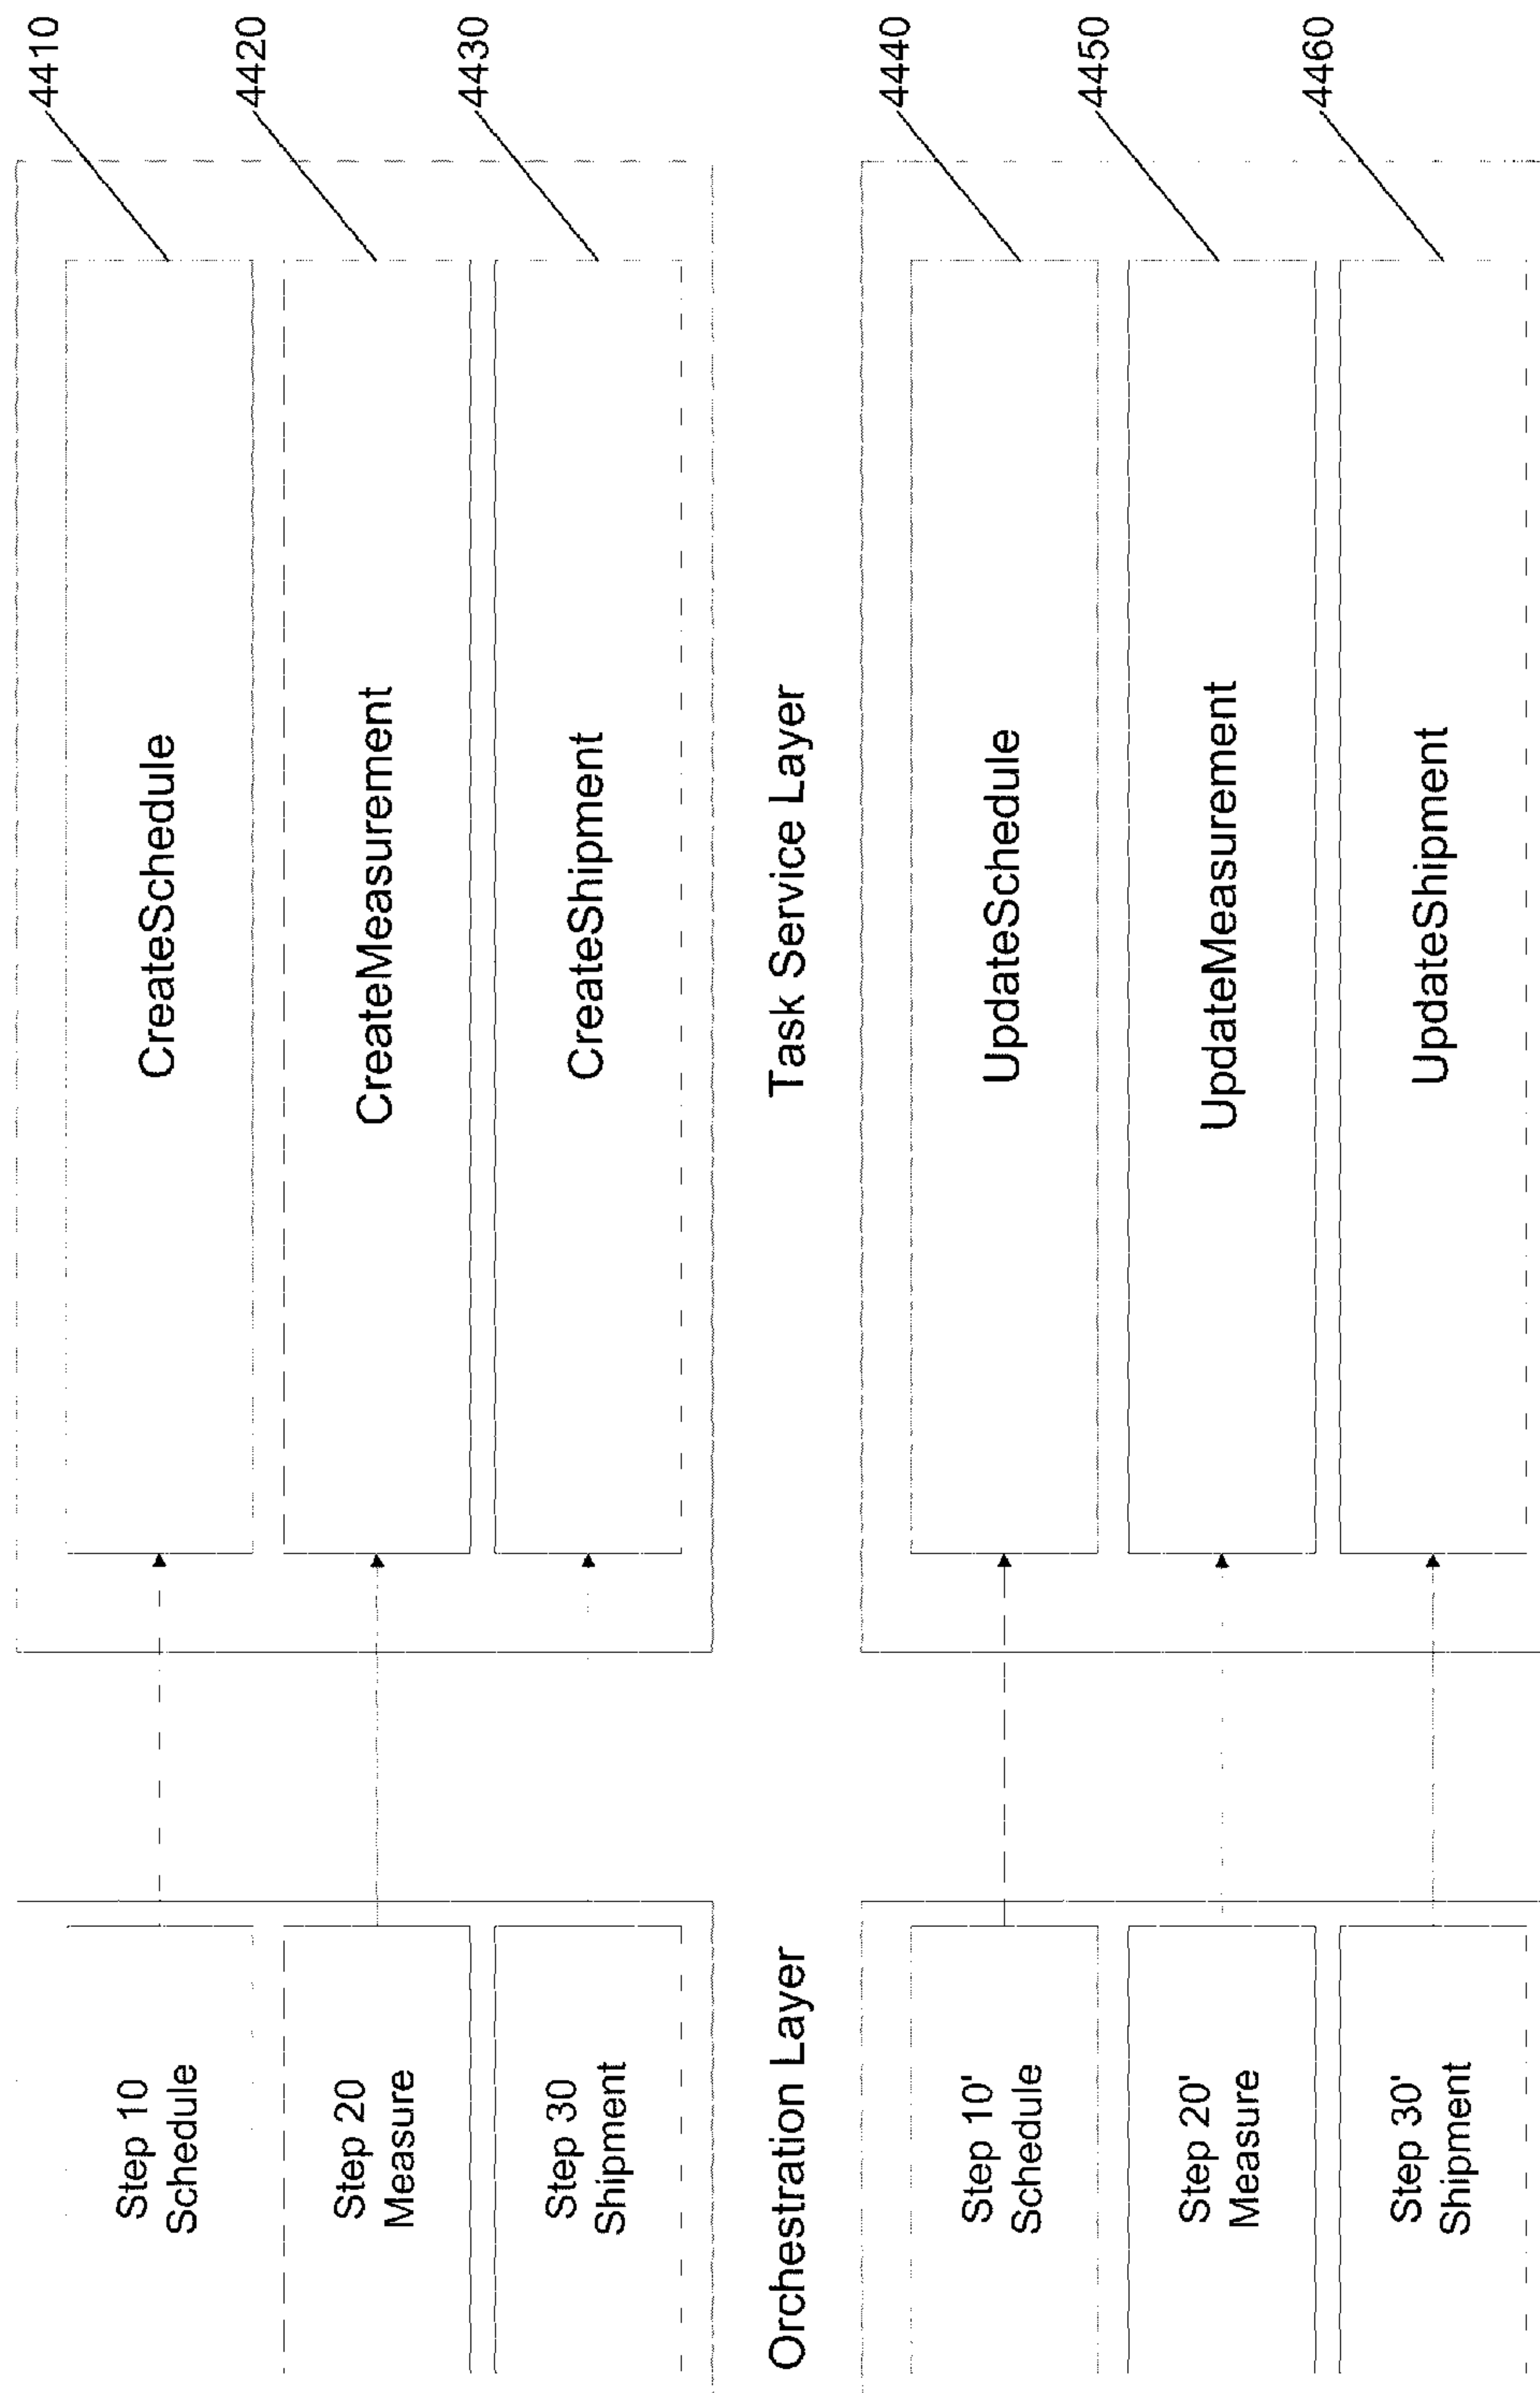 Step 10
Schedule
CreateSchedule
4410
Step 20
Measure
CreateMeasurement
4420
Step 30
Shipment
CreateShipment
4430
Orchestration Layer
Task Service Layer
Step 10'
Schedule
UpdateSchedule
4440
Step 20'
Measure
UpdateMeasurement
4450
Step 30'
Shipment
UpdateShipment
4460